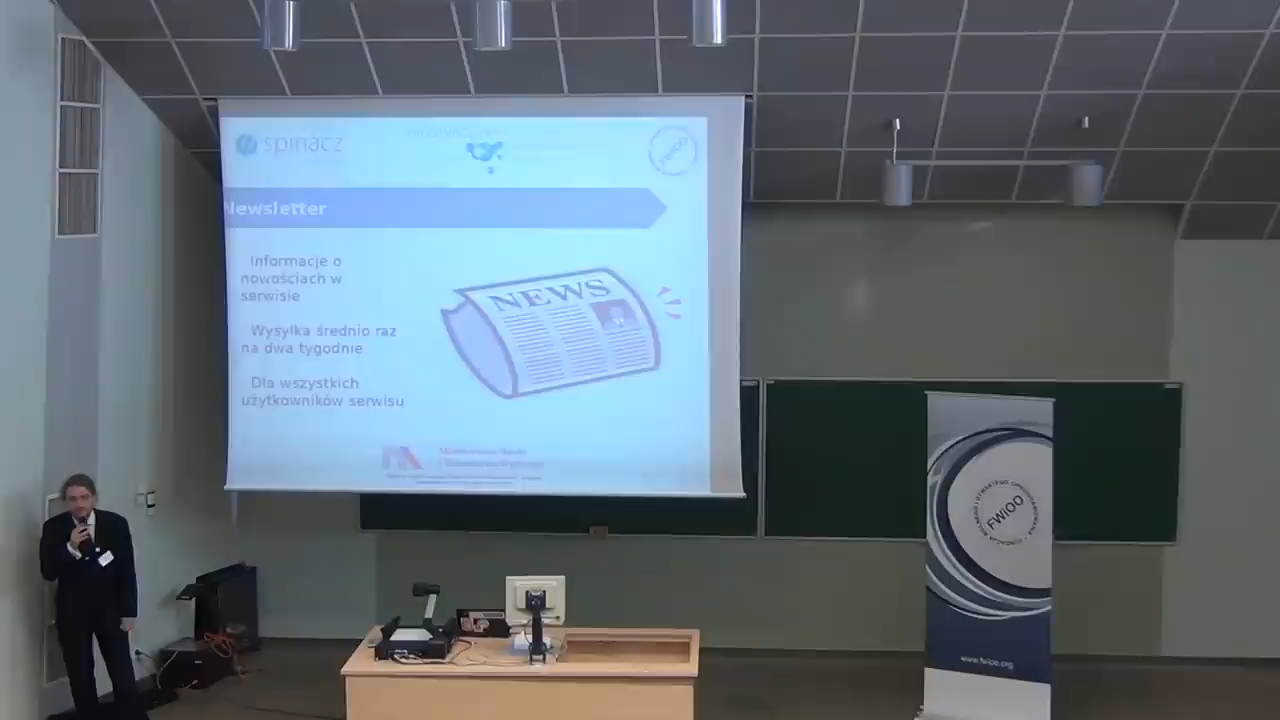 spinacz
FWiOO
Newsletter
Informacje o
nowościach w
serwisie
NEWS
Wysyłka średnio raz
na dwa tygodnie
Dla wszystkich
użytkowników serwisu
FWiOO
www.fwioo.org